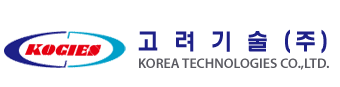 KOGIES
고려기술(주)
KOREA TECHNOLOGIES CO.,LTD.